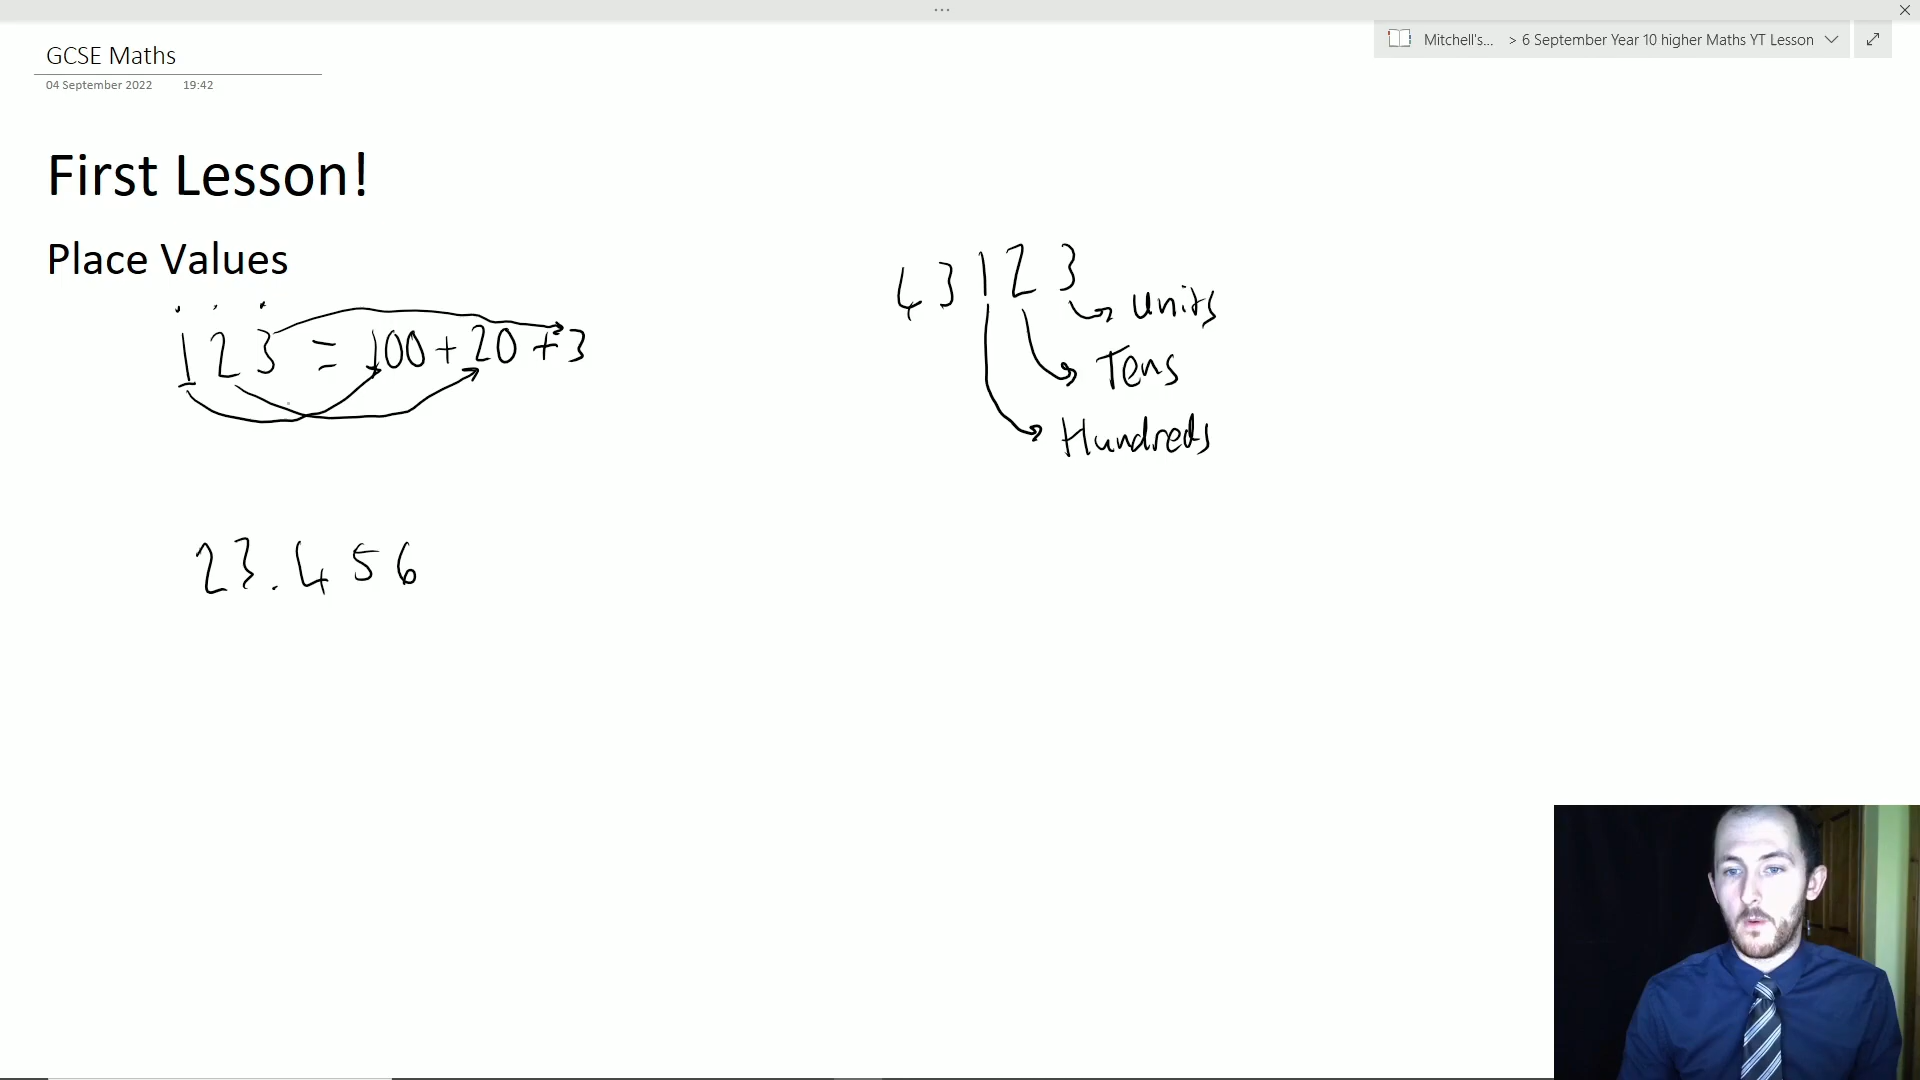 GCSE Maths
04 September 2022 19:42
Mitchell's... > 6 September Year 10 higher Maths YT Lesson
First Lesson!
Place Values
123 = 100 + 20 + 3
43123
units
Tens
Hundreds
23.456